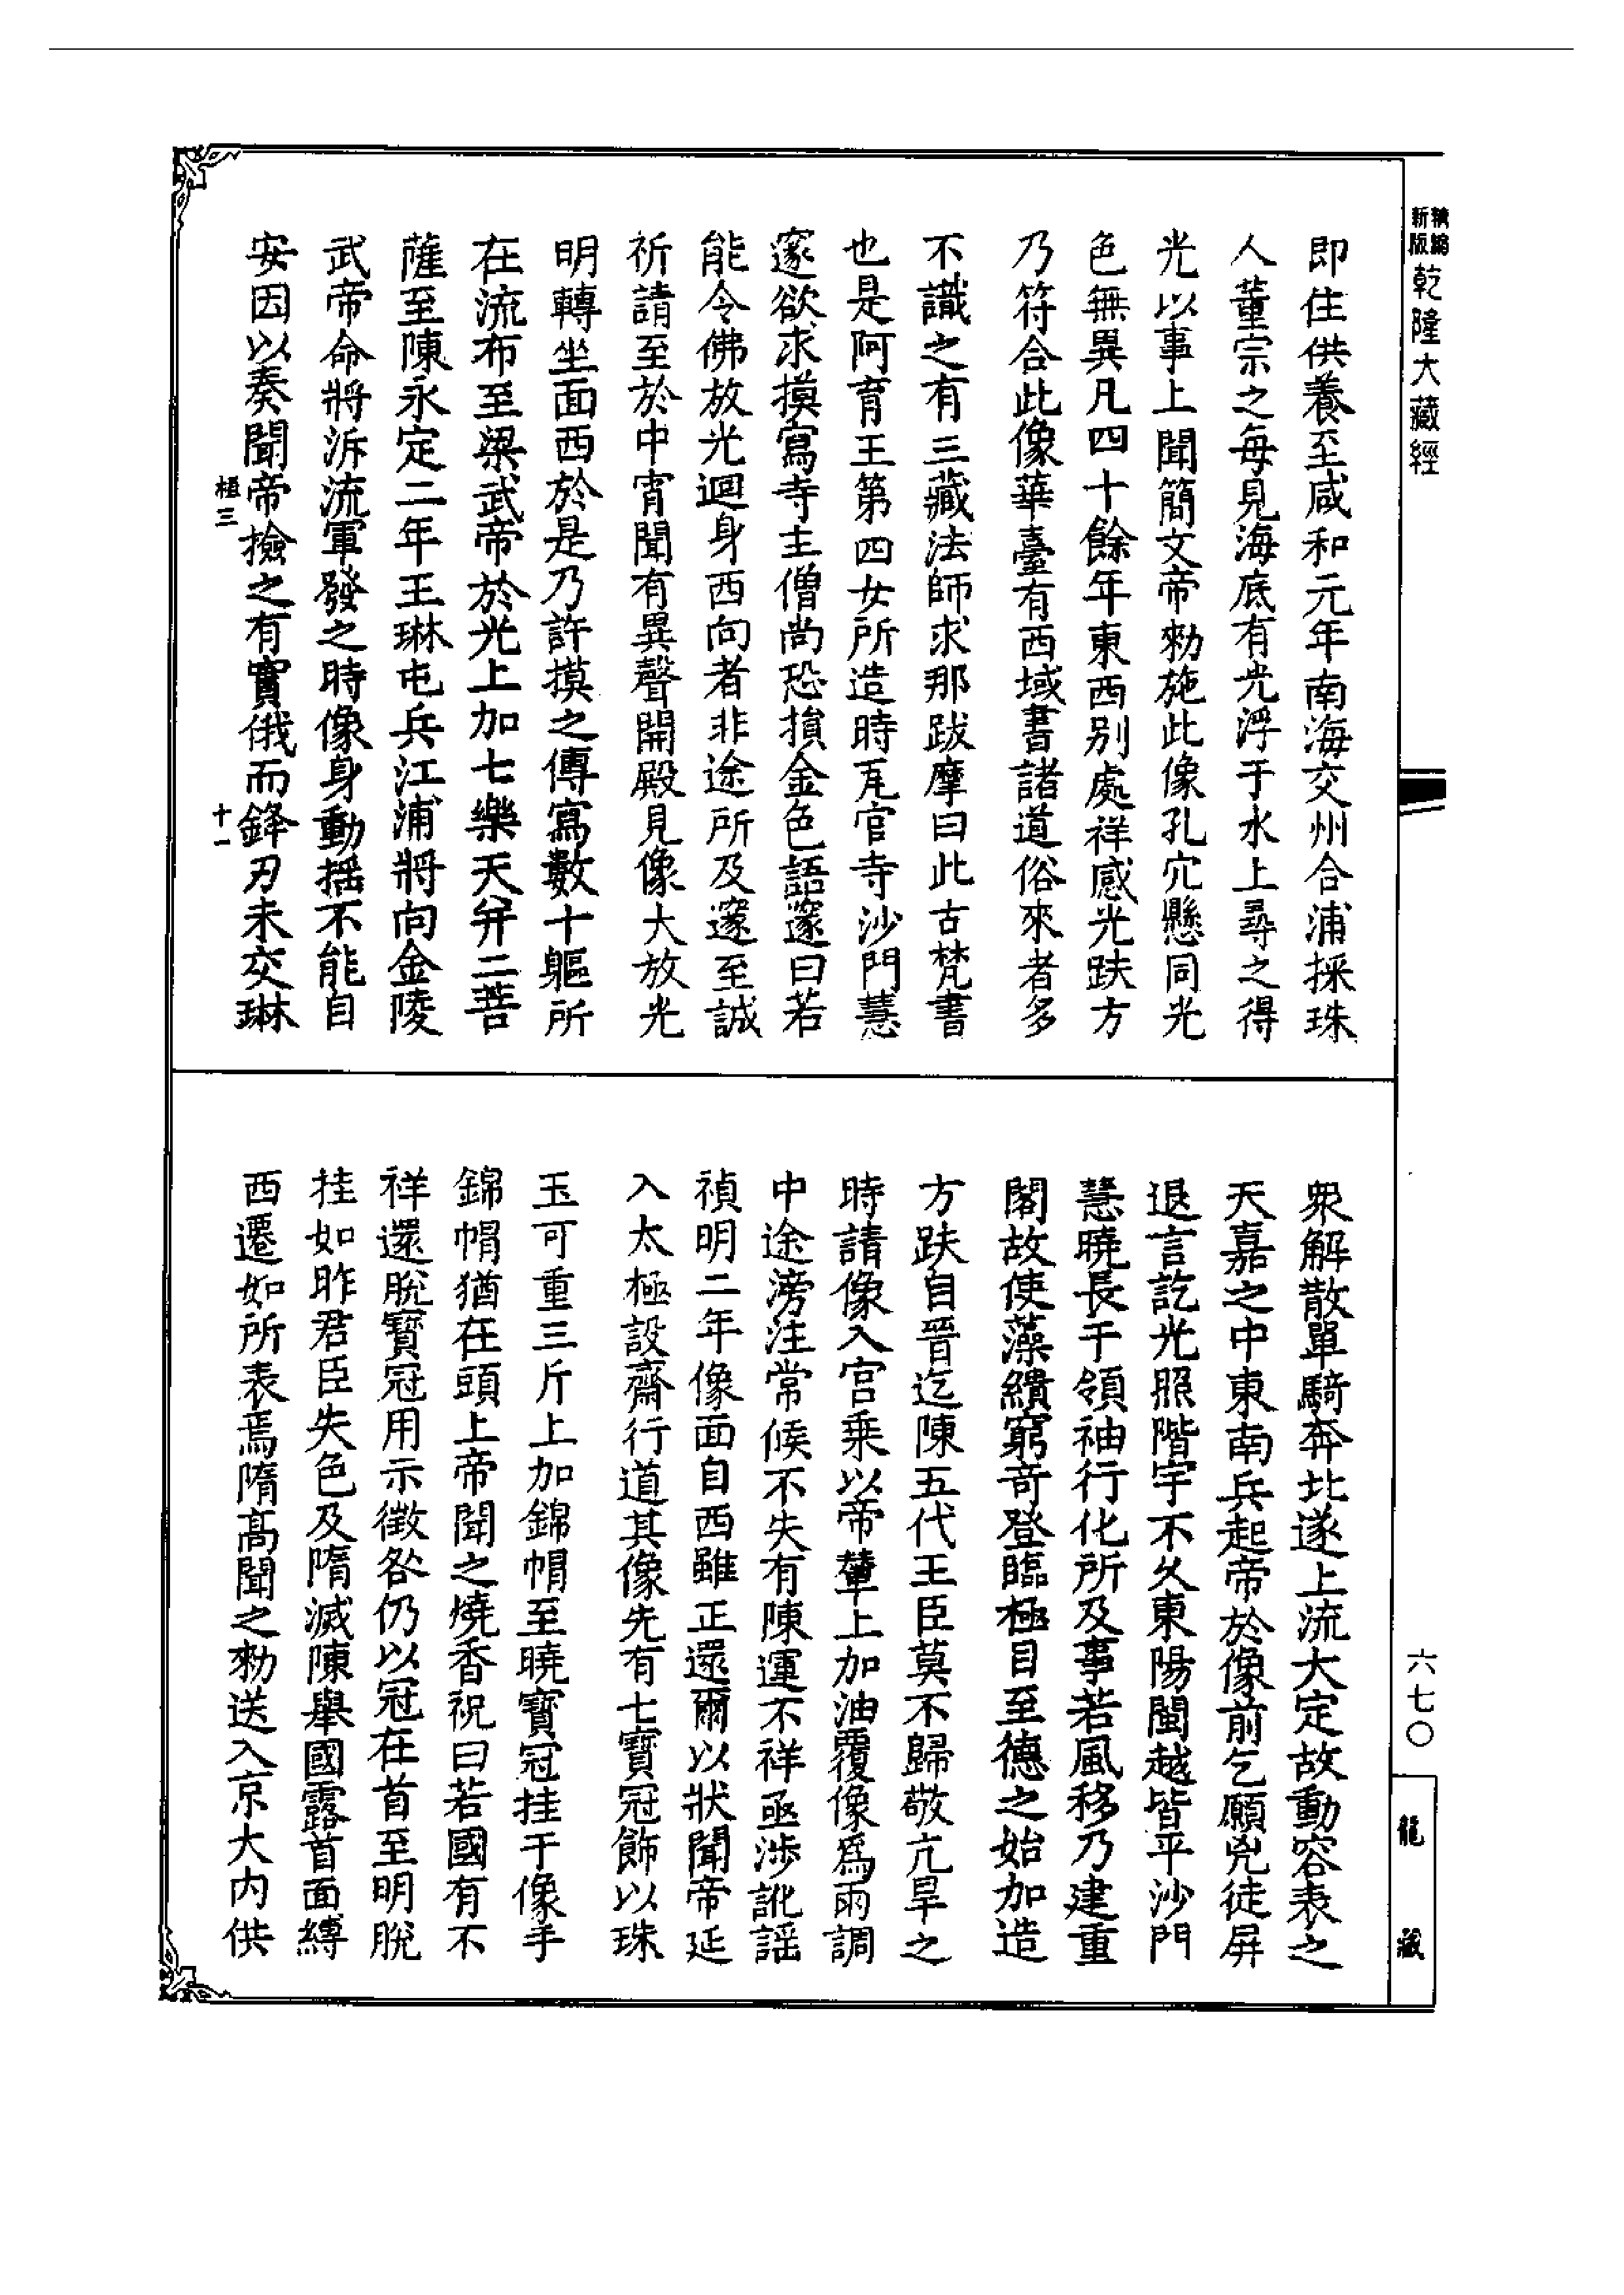 精縮新版乾隆大藏經
即住供養至咸和元年南海交州合浦採珠
人董宗之每見海底有光浮于水上尋之得
光以事上聞簡文帝勑施此像孔穴懸同光
色無異凡四十餘年東西別處祥感光趺方
乃符合此像華臺有西域書諸道俗來者多
不識之有三藏法師求那跋摩曰此古梵書
也是阿育王第四女所造時瓦官寺沙門慧
邃欲求摸寫寺主僧尚恐損金色語邃曰若
能令佛放光迴身西向者非途所及邃至誠
祈請至於中宵聞有異聲開殿見像大放光
明轉坐面西於是乃許摸之傳寫數十軀所
在流布至梁武帝於光上加七樂天并二菩
薩至陳永定二年王琳屯兵江浦將向金陵
武帝命將泝流軍發之時像身動搖不能自
安因以奏聞帝撿之有實俄而鋒刃未交琳
極三
十一
衆解散單騎奔北遂上流大定故動容表之
天嘉之中東南兵起帝於像前乞願兇徒屏
退言訖光照階宇不久東陽閩越皆平沙門
慧曉長干領袖行化所及事若風移乃建重
閣故使藻繢窮奇登臨極目至德之始加造
方趺自晉迄陳五代王臣莫不歸敬亢旱之
時請像入宮乘以帝輦上加油覆像爲雨調
中途滂注常候不失有陳運不祥亟涉訛謡
禎明二年像面自西雖正還爾以狀聞帝延
入太極設齋行道其像先有七寶冠飾以珠
玉可重三斤上加錦帽至曉寶冠挂于像手
錦帽猶在頭上帝聞之燒香祝曰若國有不
祥還脫寶冠用示徵咎仍以冠在首至明脫
挂如昨君臣失色及隋滅陳舉國露首面縛
西遷如所表焉隋高聞之勑送入京大内供
六七〇
龍藏